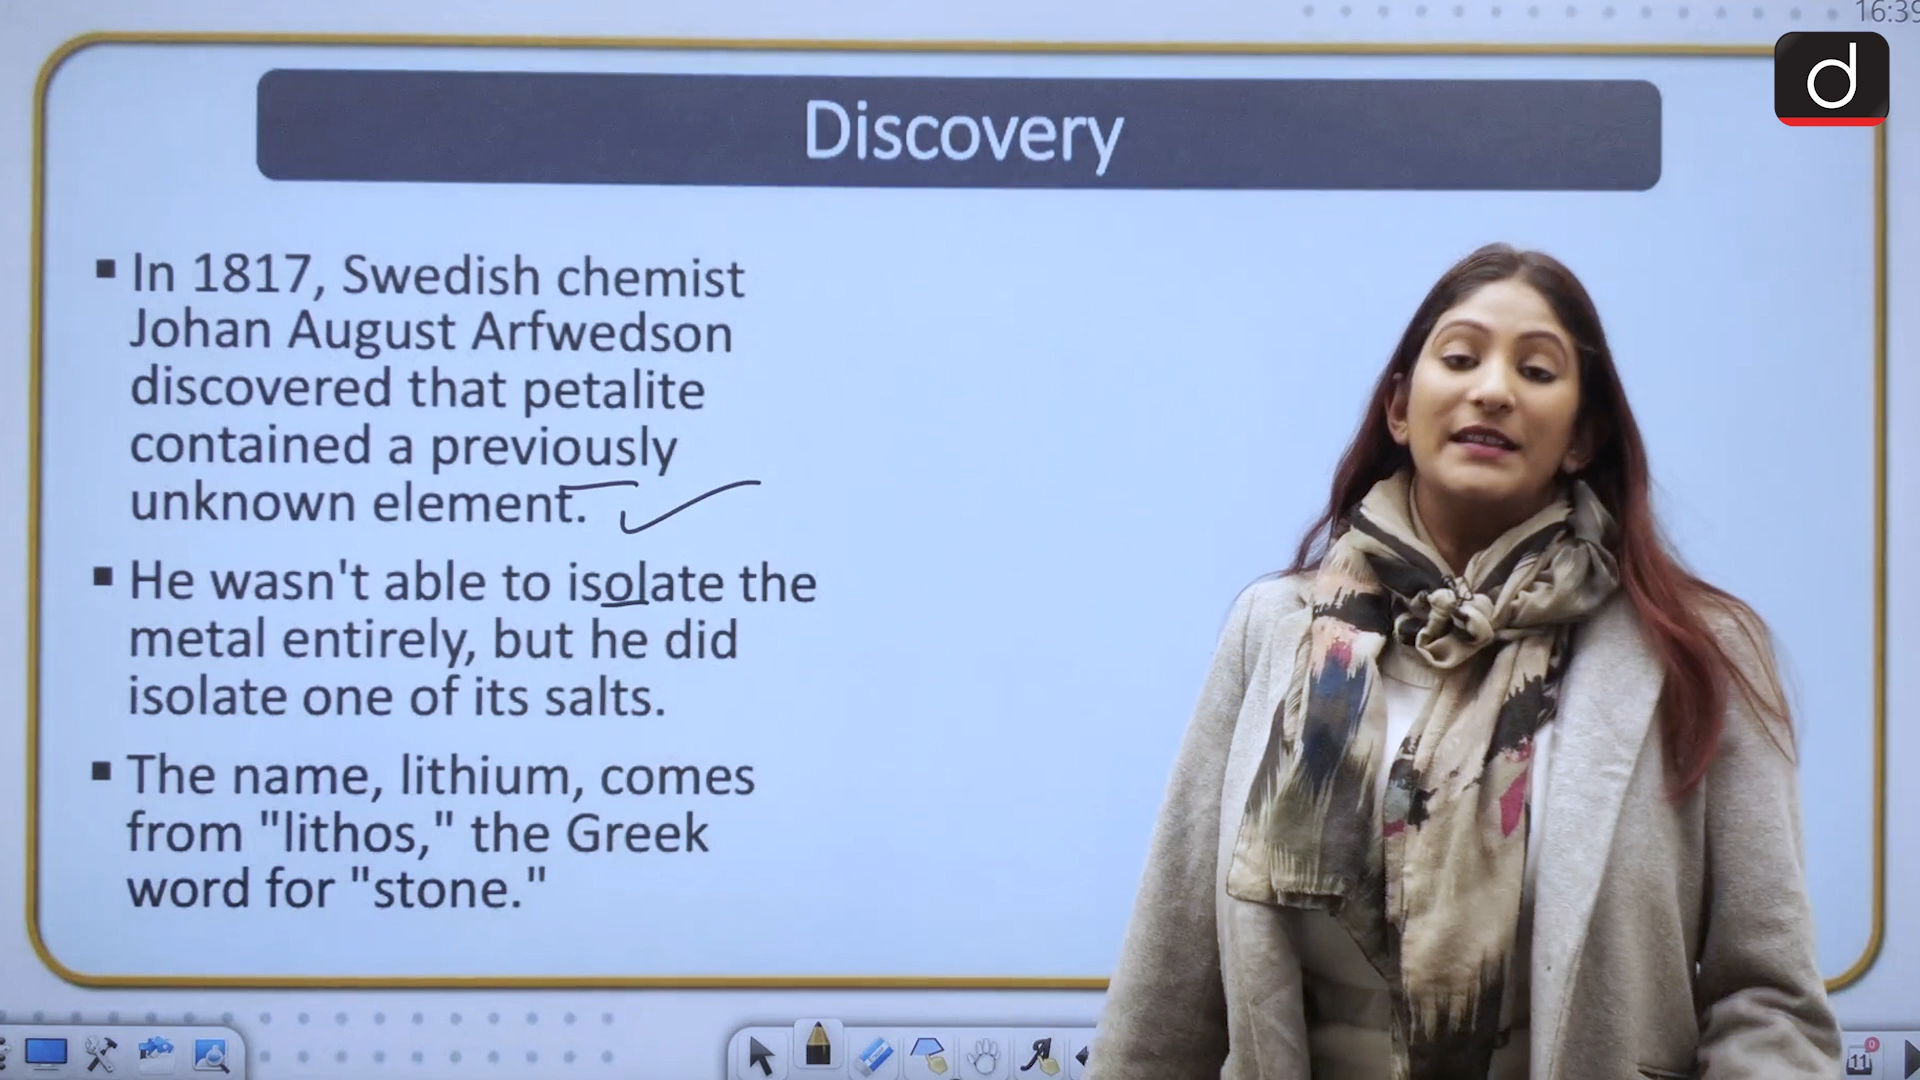 16:39
d
Discovery
▪ In 1817, Swedish chemist
Johan August Arfwedson
discovered that petalite
contained a previously
unknown element.
▪ He wasn't able to isolate the
metal entirely, but he did
isolate one of its salts.
▪ The name, lithium, comes
from "lithos," the Greek
word for "stone."
11
0